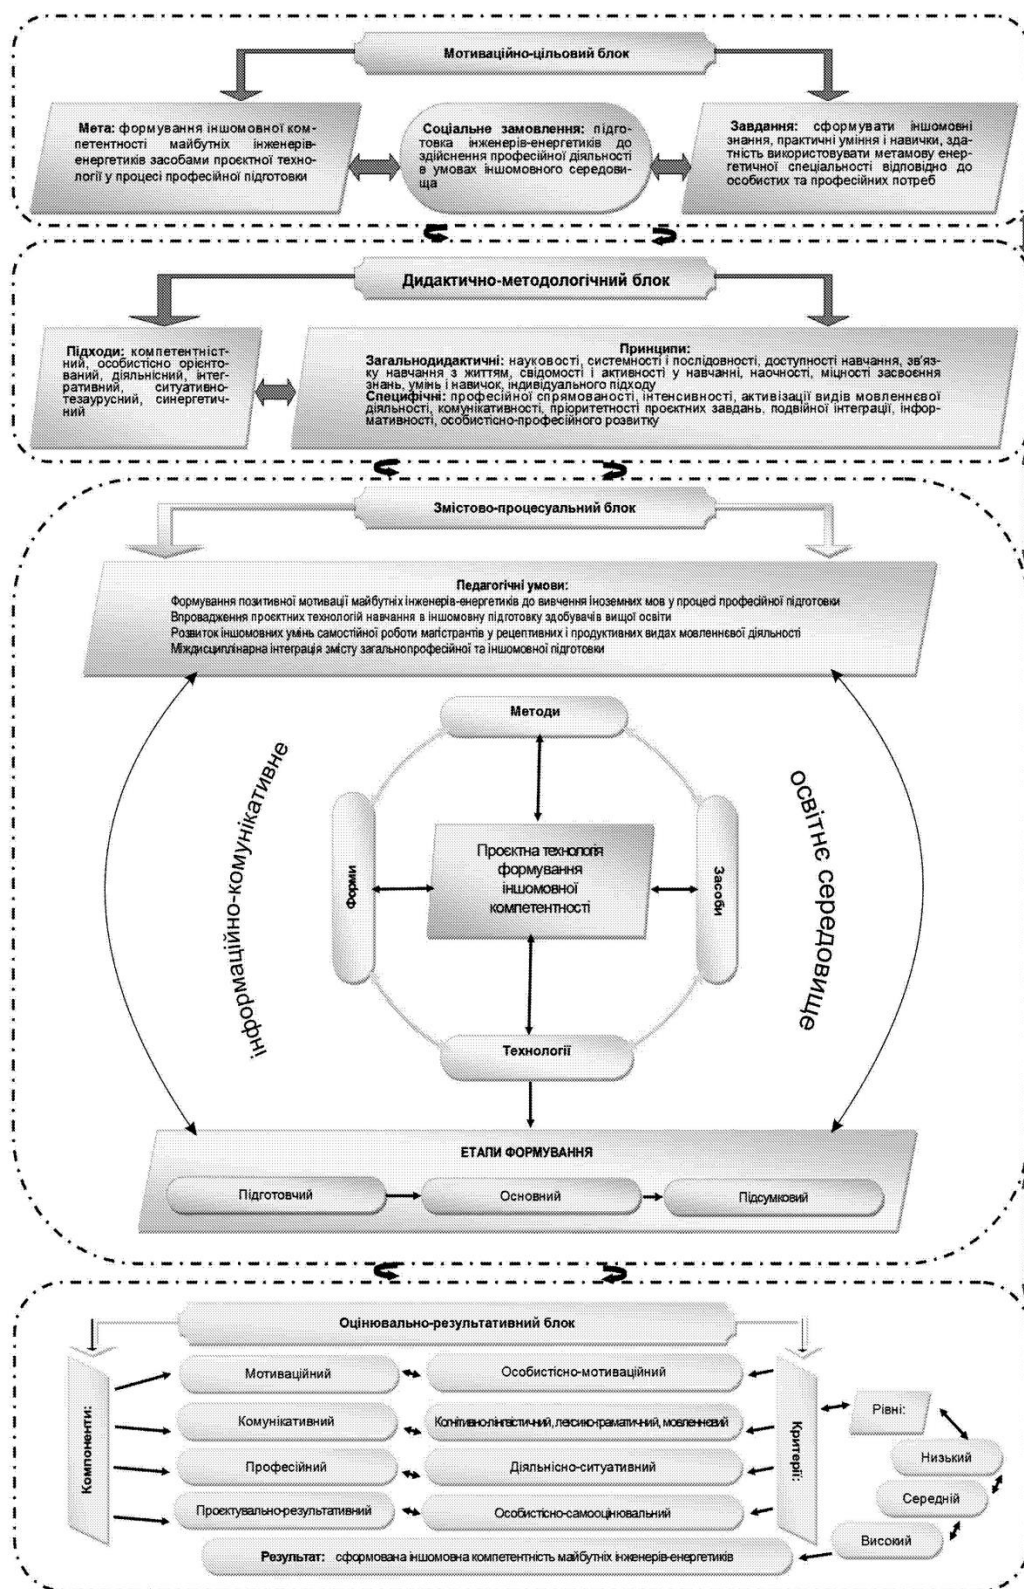 Мотиваційно-цільовий блок
Мета: формування іншомовної ком-
петентності майбутніх інженерів-
енергетиків засобами проєктної техно-
логії у процесі професійної підготовки
Соціальне замовлення: підго-
товка інженерів-енергетиків до
здійснення професійної діяльності
в умовах іншомовного середови-
ща
Завдання: сформувати іншомовні
знання, практичні уміння і навички, зда-
тність використовувати метамову енер-
гетичної спеціальності відповідно до
особистих та професійних потреб
Дидактично-методологічний блок
Підходи: компетентніст-
ний, особистісно орієнто-
ваний, діяльнісний, інтег-
ративний, ситуативно-
тезаурусний, синергетич-
ний
Принципи:
Загальнодидактичні: науковості, системності і послідовності, доступності навчання, зв'яз-
ку навчання з життям, свідомості і активності у навчанні, наочності, міцності засвоєння
знань, умінь і навичок, індивідуального підходу
Специфічні: професійної спрямованості, інтенсивності, активізації видів мовленнєвої
діяльності, комунікативності, пріоритетності проєктних завдань, подвійної інтеграції, інфор-
мативності, особистісно-професійного розвитку
Змістово-процесуальний блок
Педагогічні умови:
Формування позитивної мотивації майбутніх інженерів-енергетиків до вивчення іноземних мов у процесі професійної підготовки
Впровадження проєктних технологій навчання в іншомовну підготовку здобувачів вищої освіти
Розвиток іншомовних умінь самостійної роботи магістрантів у рецептивних і продуктивних видах мовленнєвої діяльності
Міждисциплінарна інтеграція змісту загальнопрофесійної та іншомовної підготовки
Методи
інформаційно-комунікативне
освітнє середовище
Форми
Проєктна технологія
формування
іншомовної
компетентності
Засоби
Технології
ЕТАПИ ФОРМУВАННЯ
Підготовчий
Основний
Підсумковий
Оцінювально-результативний блок
Компоненти:
Мотиваційний
Особистісно-мотиваційний
Комунікативний
Когнітивно-лінгвістичний, лексико-граматичний, мовленнєвий
Професійний
Діяльнісно-ситуативний
Проєктувально-результативний
Особистісно-самооцінювальний
Критерії:
Рівні:
Низький
Середній
Високий
Результат: сформована іншомовна компетентність майбутніх інженерів-енергетиків